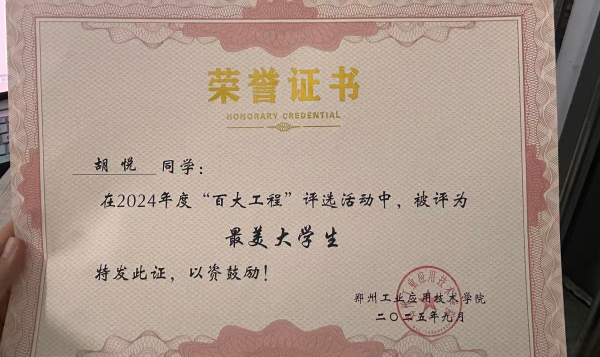 荣誉证书
HONORARY CREDENTIAL
胡悦 同学：
在2024年度“百大工程”评选活动中，被评为
最美大学生
特发此证，以资鼓励！
郑州工业应用技术学院
二〇二五年九月